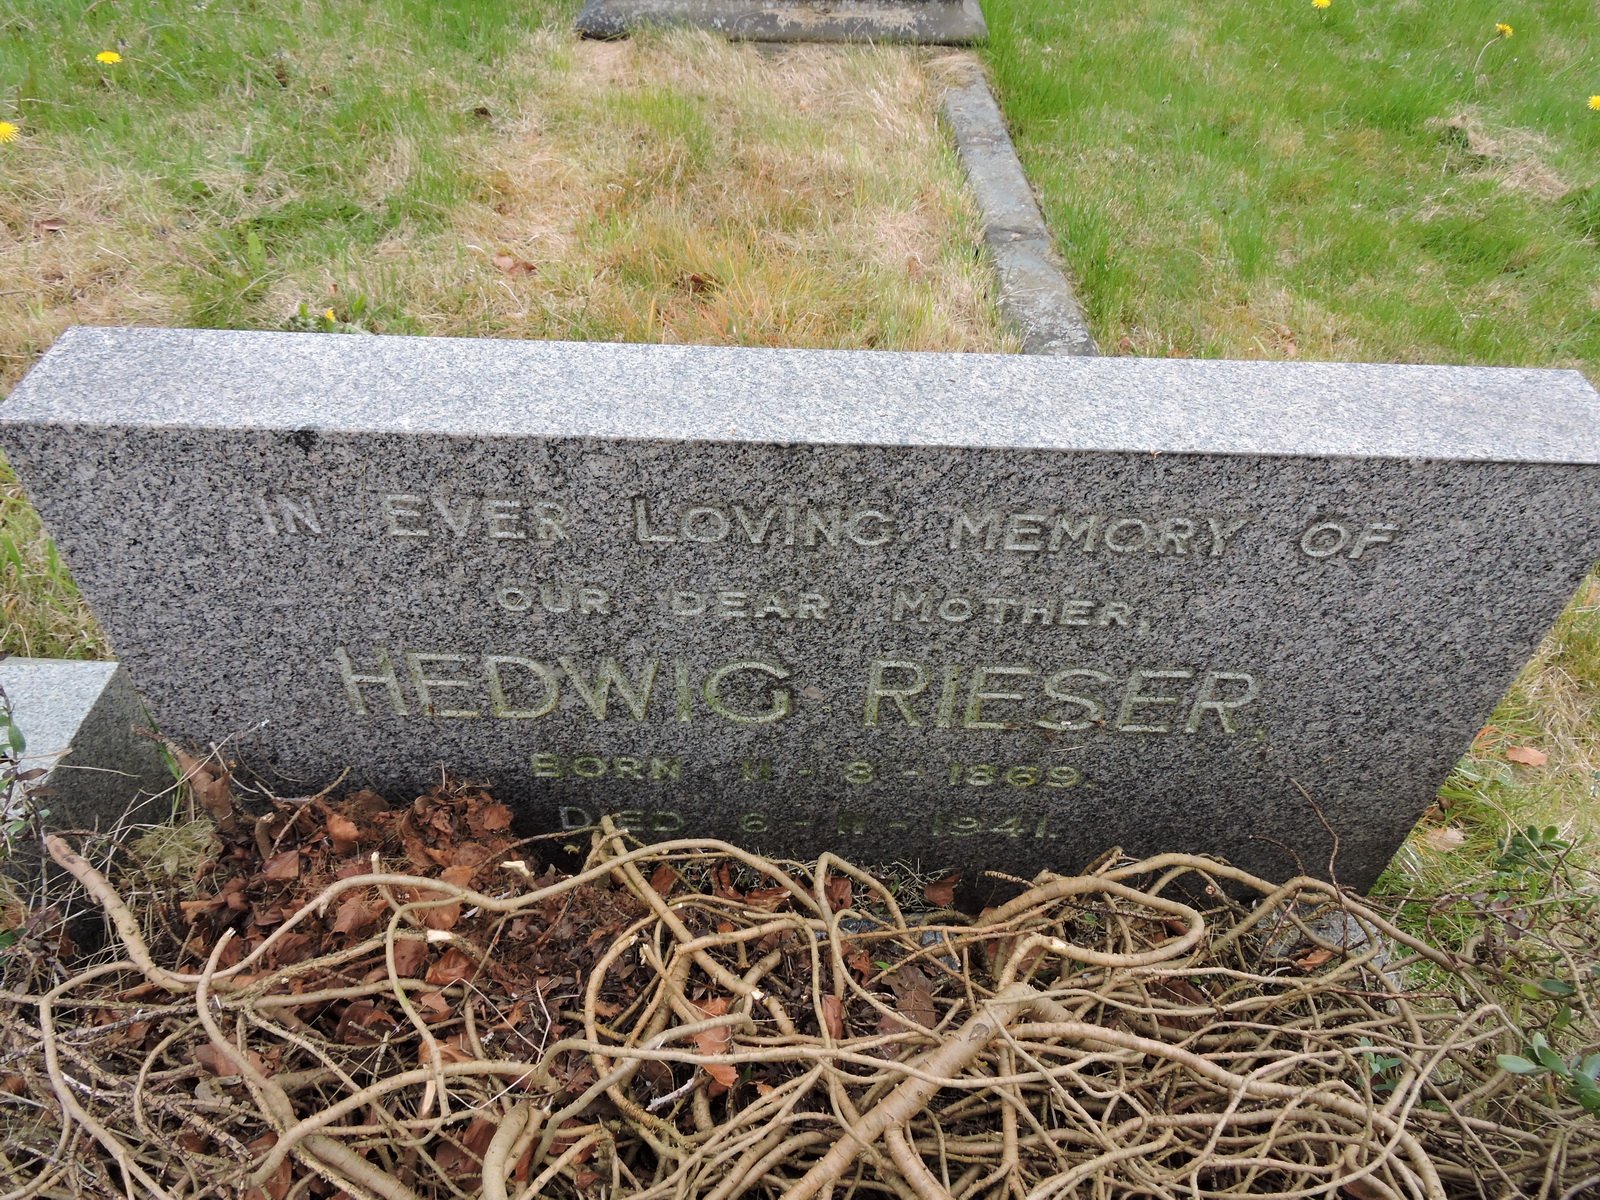 IN EVER LOVING MEMORY OF
OUR DEAR MOTHER,
HEDWIG RIESER,
BORN 11-8-1869.
DIED 6-11-1941.